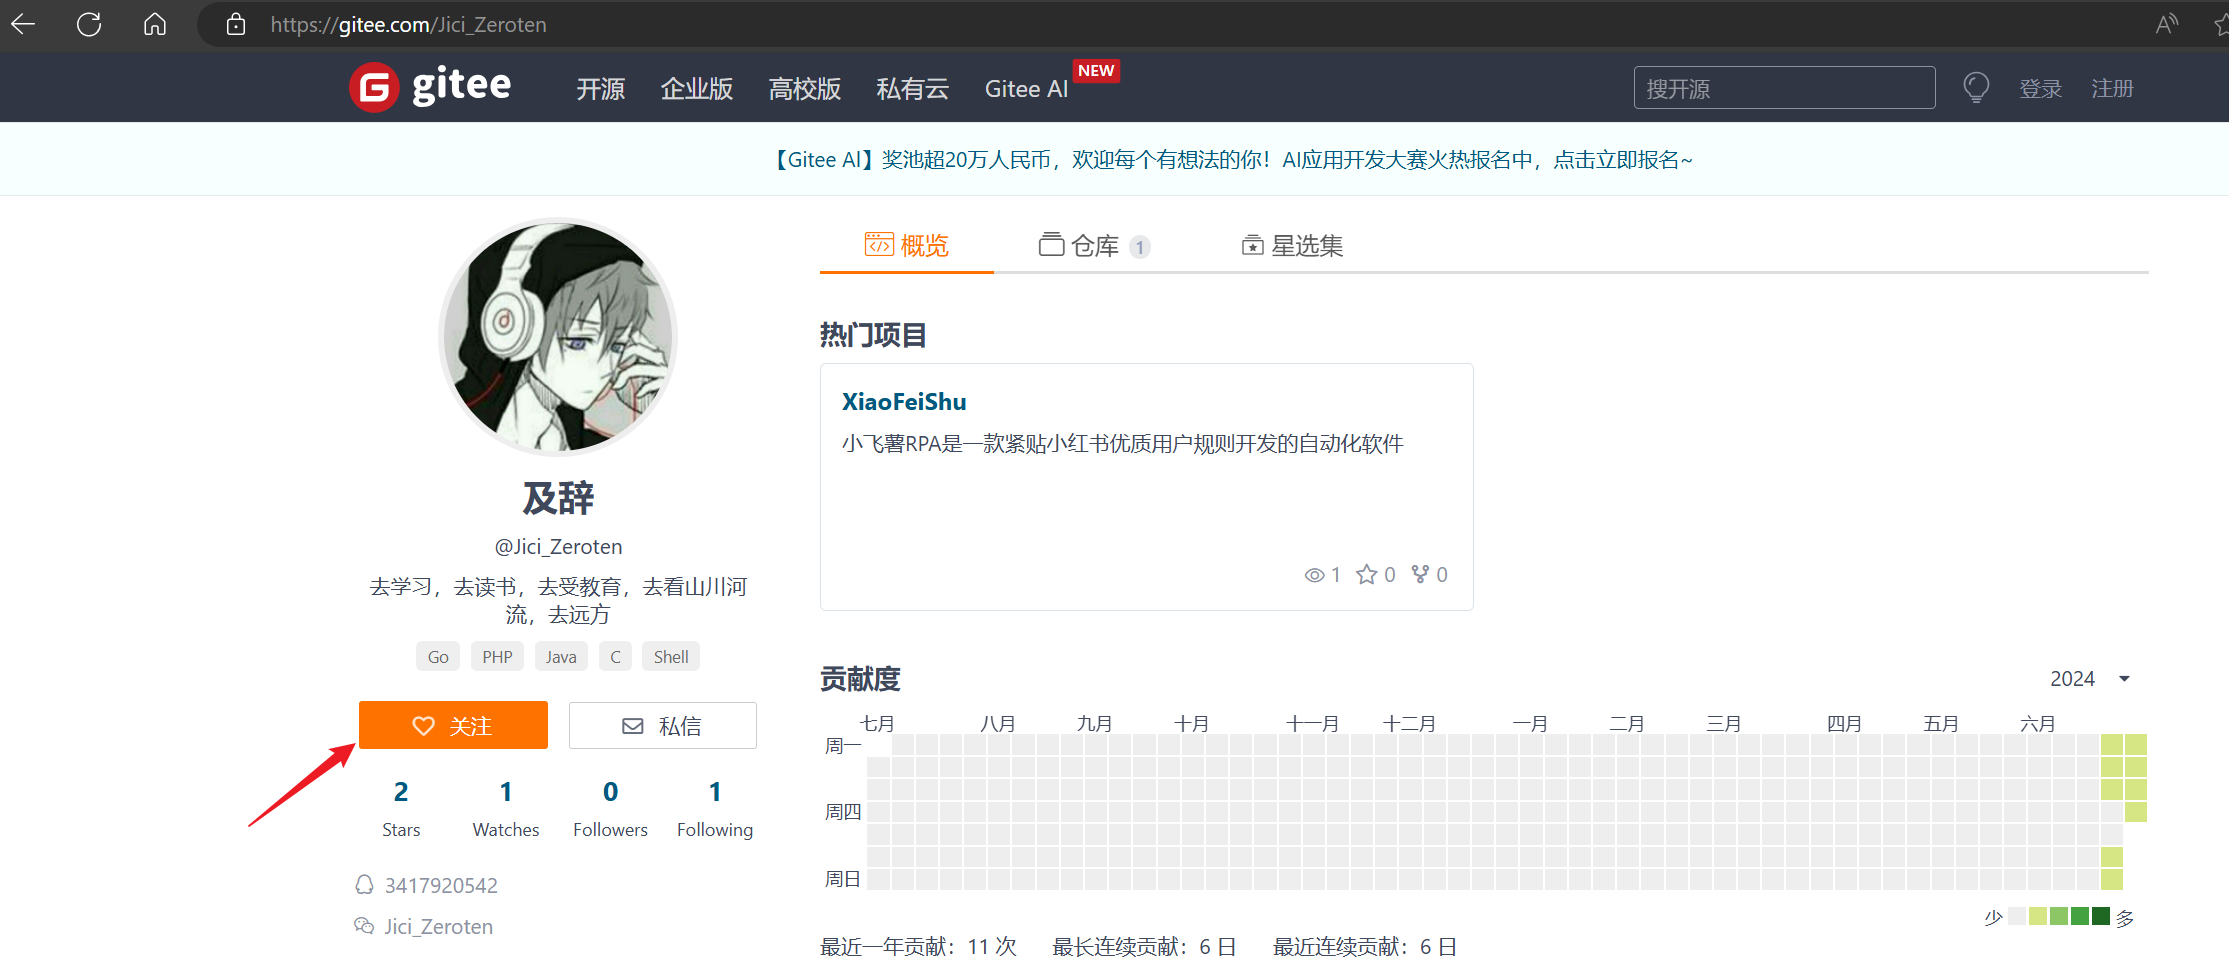 https://gitee.com/Jici_Zeroten
gitee
开源 企业版 高校版 私有云 Gitee AI NEW
搜开源
登录 注册
【Gitee AI】奖池超20万人民币，欢迎每个有想法的你！AI应用开发大赛火热报名中，点击立即报名~
概览 仓库 1 星选集
及辞
@Jici_Zeroten
去学习，去读书，去受教育，去看山川河
流，去远方
Go PHP Java C Shell
关注 私信
2 1 0 1
Stars Watches Followers Following
3417920542
Jici_Zeroten
热门项目
XiaoFeiShu
小飞薯RPA是一款紧贴小红书优质用户规则开发的自动化软件
1 0 0
贡献度
2024
七月 八月 九月 十月 十一月 十二月 一月 二月 三月 四月 五月 六月
周一
周四
周日
少 多
最近一年贡献：11 次 最长连续贡献：6 日 最近连续贡献：6 日